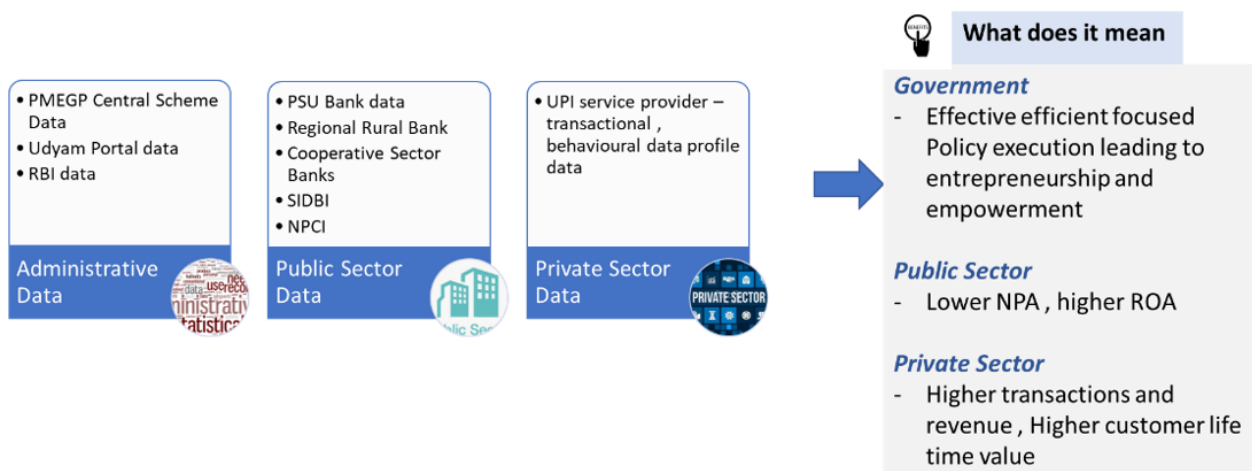 BENEFITS
What does it mean
• PMEGP Central Scheme
Data
• Udyam Portal data
• RBI data
Administrative
Data
• PSU Bank data
• Regional Rural Bank
• Cooperative Sector
Banks
• SIDBI
• NPCI
Public Sector
Data
• UPI service provider –
transactional ,
behavioural data profile
data
Private Sector
Data
PRIVATE SECTOR
Government
- Effective efficient focused
Policy execution leading to
entrepreneurship and
empowerment
Public Sector
- Lower NPA , higher ROA
Private Sector
- Higher transactions and
revenue , Higher customer life
time value